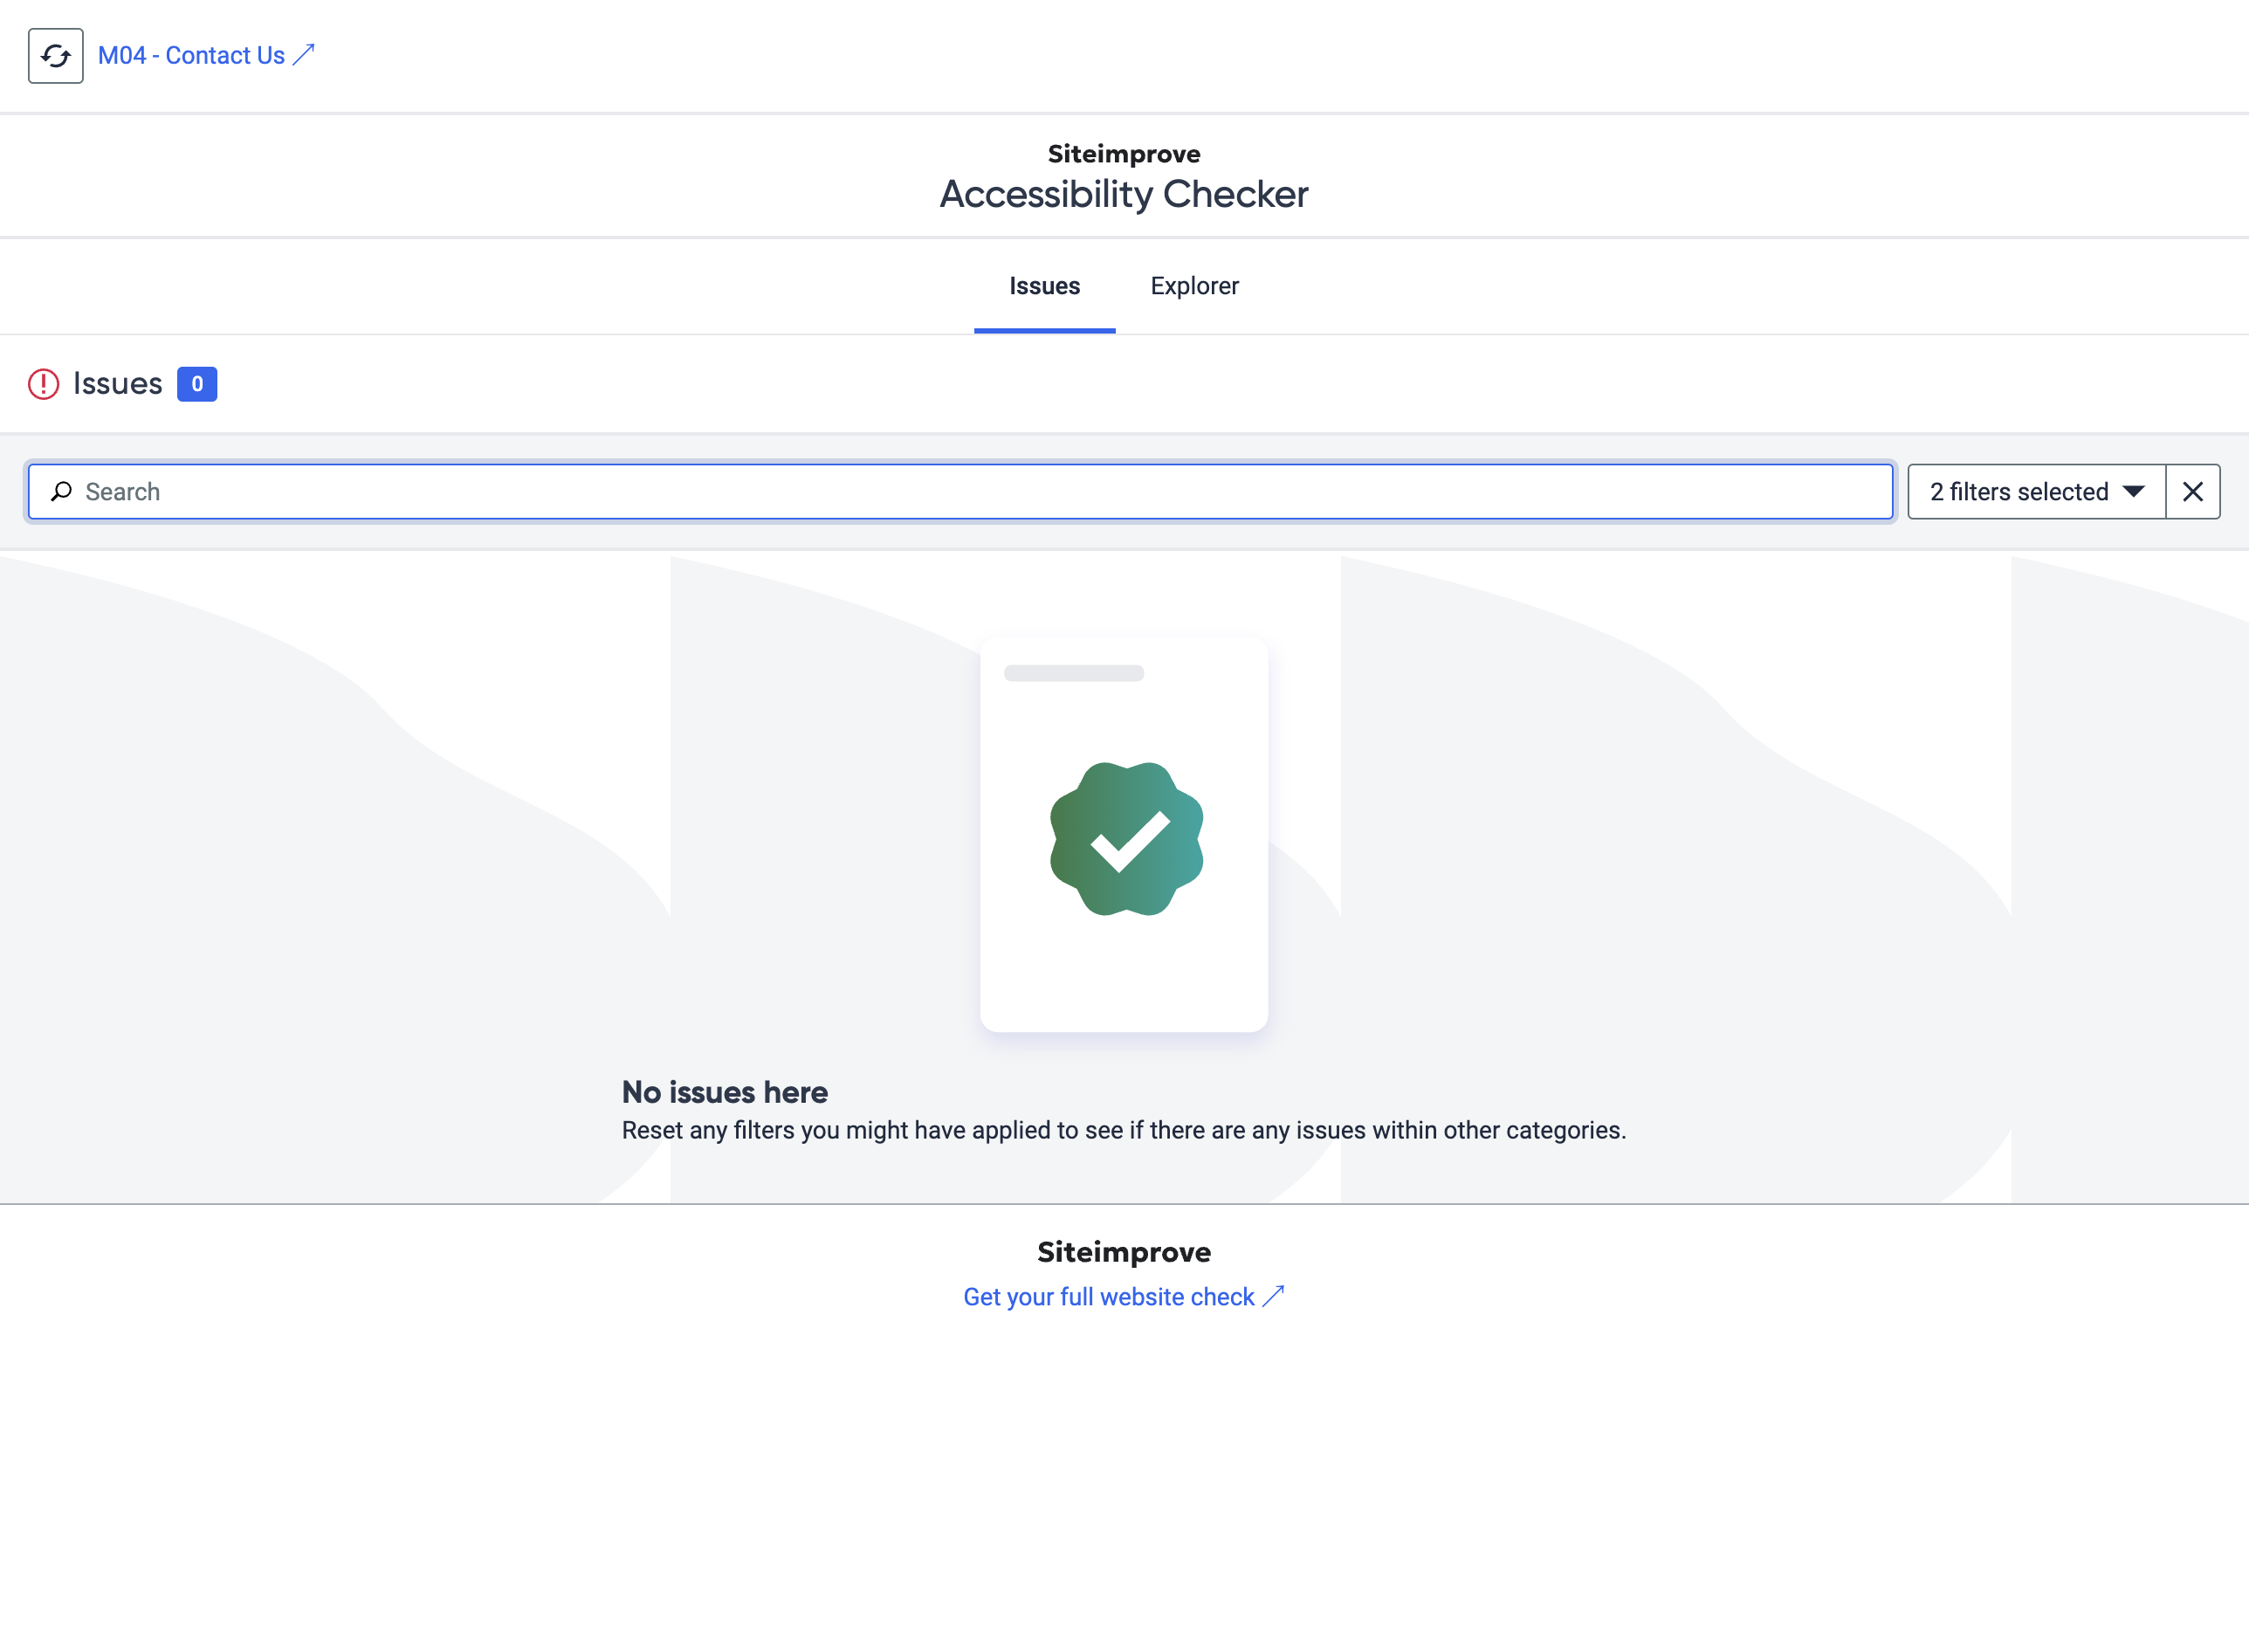 M04 - Contact Us
Siteimprove
Accessibility Checker
Issues
Explorer
Issues 0
Search
2 filters selected
No issues here
Reset any filters you might have applied to see if there are any issues within other categories.
Siteimprove
Get your full website check